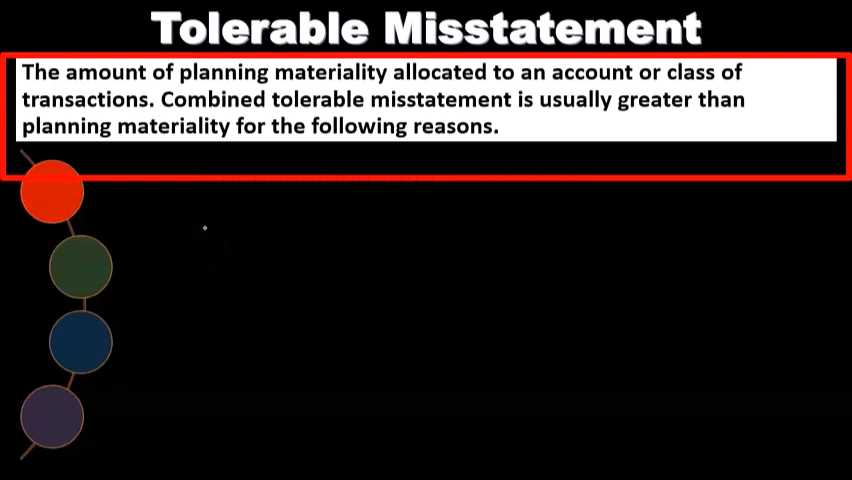 Tolerable Misstatement
The amount of planning materiality allocated to an account or class of
transactions. Combined tolerable misstatement is usually greater than
planning materiality for the following reasons.